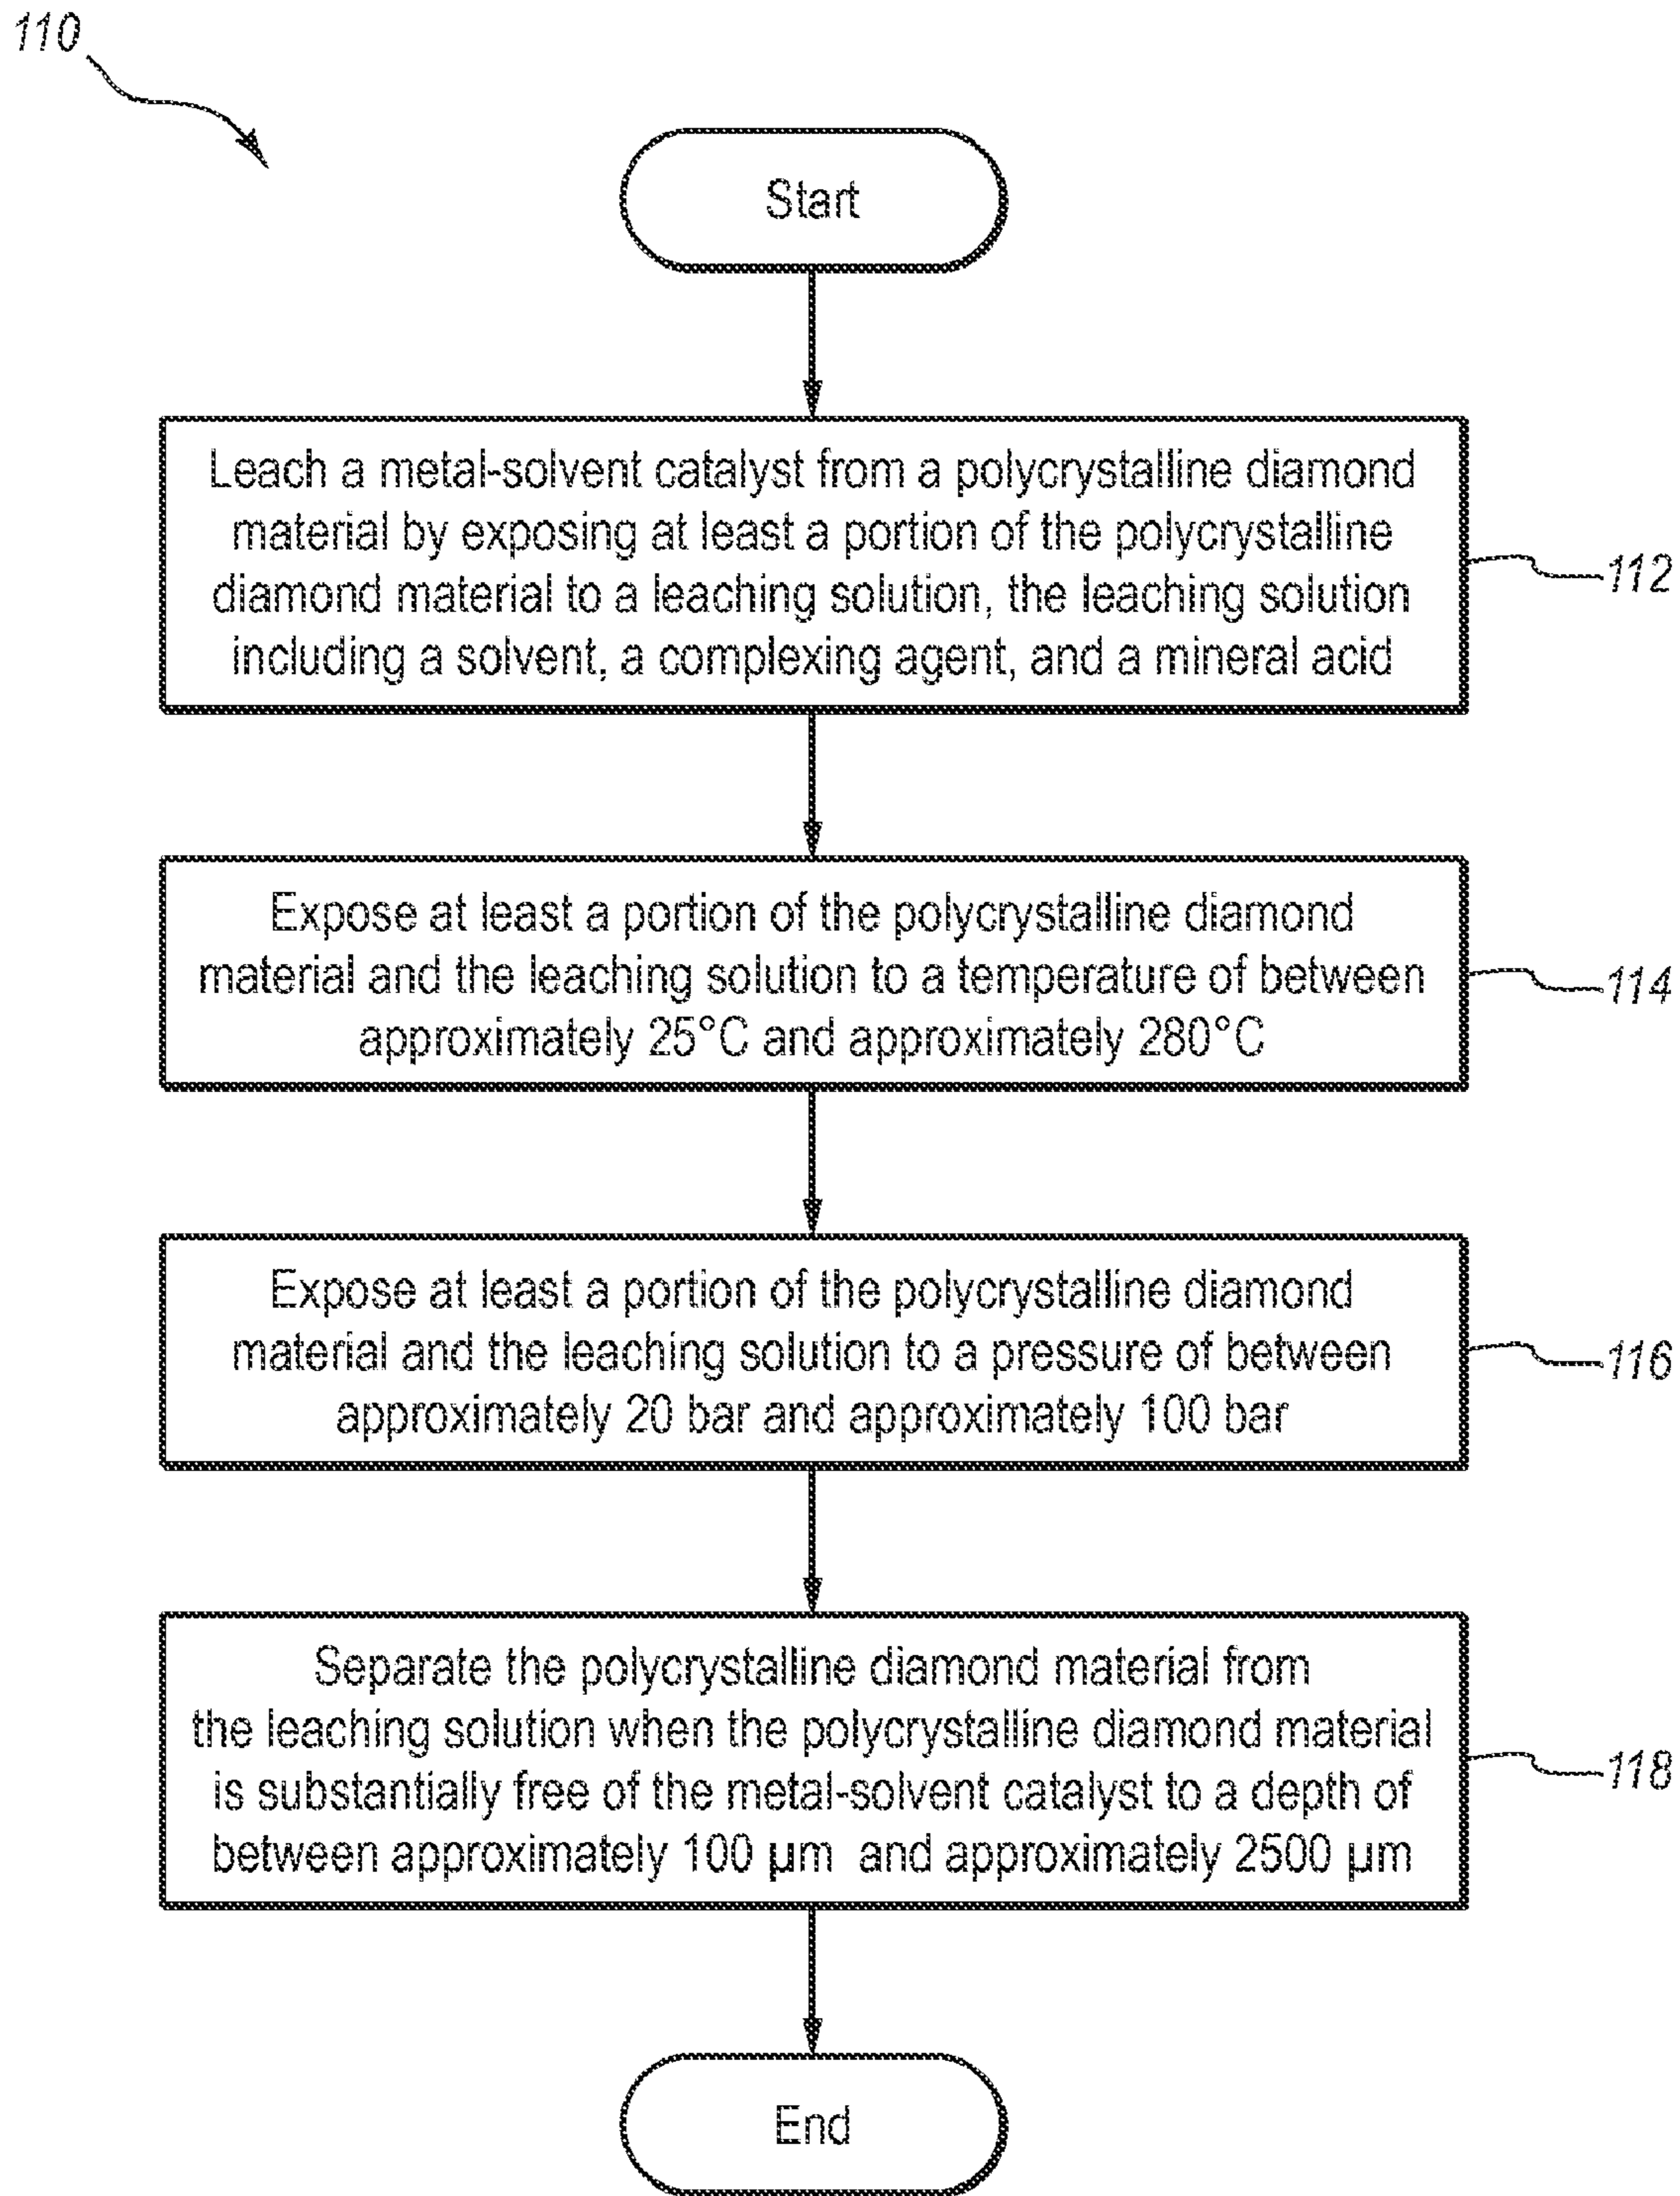 110
Start
Leach a metal-solvent catalyst from a polycrystalline diamond
material by exposing at least a portion of the polycrystalline
diamond material to a leaching solution, the leaching solution
including a solvent, a complexing agent, and a mineral acid
112
Expose at least a portion of the polycrystalline diamond
material and the leaching solution to a temperature of between
approximately 25°C and approximately 280°C
114
Expose at least a portion of the polycrystalline diamond
material and the leaching solution to a pressure of between
approximately 20 bar and approximately 100 bar
116
Separate the polycrystalline diamond material from
the leaching solution when the polycrystalline diamond material
is substantially free of the metal-solvent catalyst to a depth of
between approximately 100 μm and approximately 2500 μm
118
End